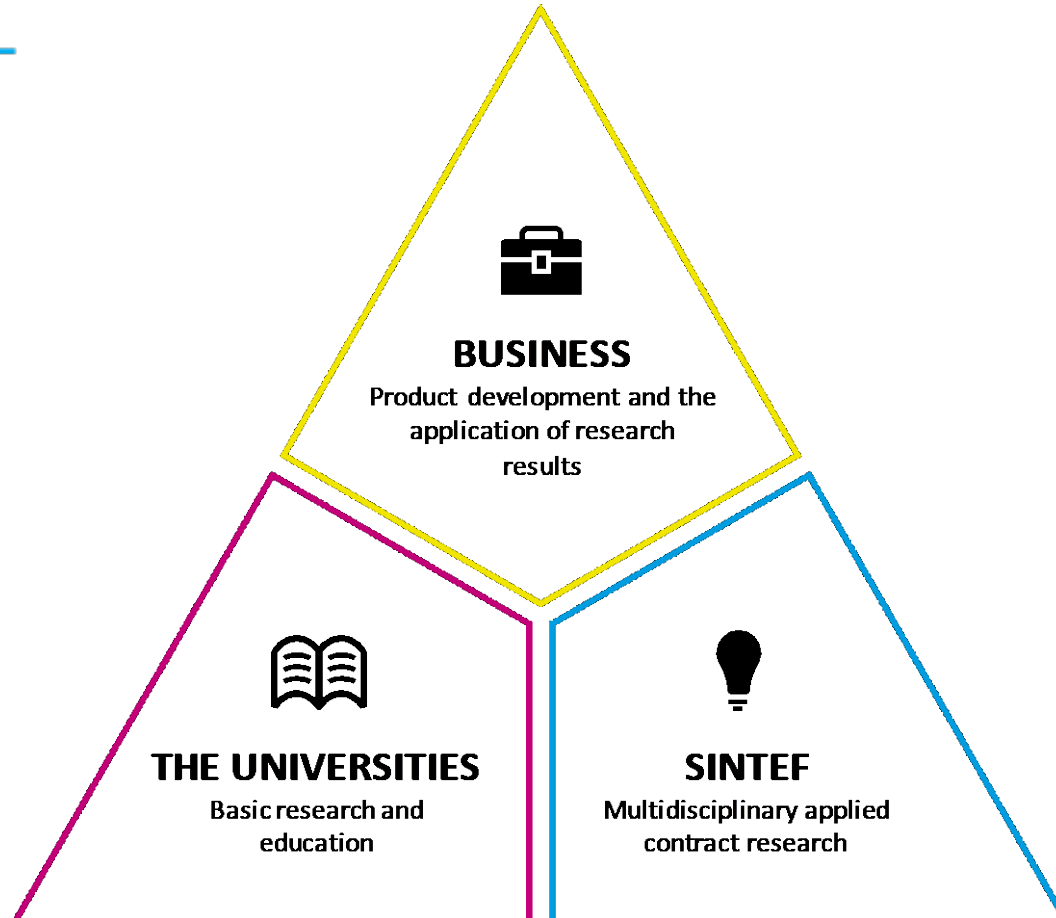 BUSINESS
Product development and the
application of research
results
THE UNIVERSITIES
Basic research and
education
SINTEF
Multidisciplinary applied
contract research